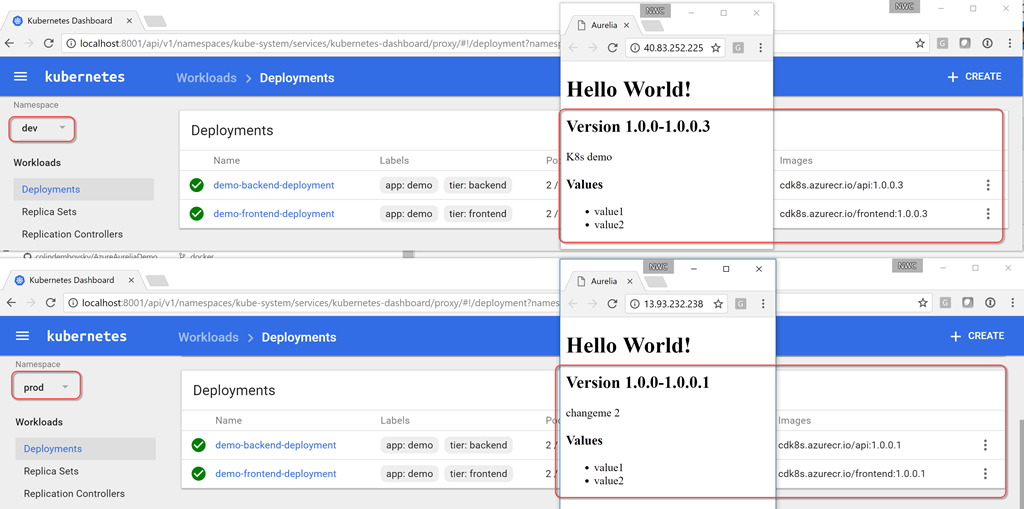 Kubernetes Dashboard
NWC
Aurelia
NWC
localhost:8001/api/v1/namespaces/kube-system/services/kubernetes-dashboard/proxy/#!/deployment?namesp
40.83.252.225
kubernetes
Workloads > Deployments
+ CREATE
Namespace
dev
Workloads
Deployments
Replica Sets
Replication Controllers
Deployments
Name Labels Po Images
demo-backend-deployment app: demo tier: backend 2 / cdk8s.azurecr.io/api:1.0.0.3
demo-frontend-deployment app: demo tier: frontend 2 / cdk8s.azurecr.io/frontend:1.0.0.3
Hello World!
Version 1.0.0-1.0.0.3
K8s demo
Values
value1
value2
colindembovsky/AzureAureliaDemo docker
Kubernetes Dashboard
NWC
Aurelia
NWC
localhost:8001/api/v1/namespaces/kube-system/services/kubernetes-dashboard/proxy/#!/deployment?names
13.93.232.238
kubernetes
Workloads > Deployments
+ CREATE
Namespace
prod
Workloads
Deployments
Replica Sets
Replication Controllers
Deployments
Name Labels Po Images
demo-backend-deployment app: demo tier: backend 2 / cdk8s.azurecr.io/api:1.0.0.1
demo-frontend-deployment app: demo tier: frontend 2 / cdk8s.azurecr.io/frontend:1.0.0.1
Hello World!
Version 1.0.0-1.0.0.1
changeme 2
Values
value1
value2